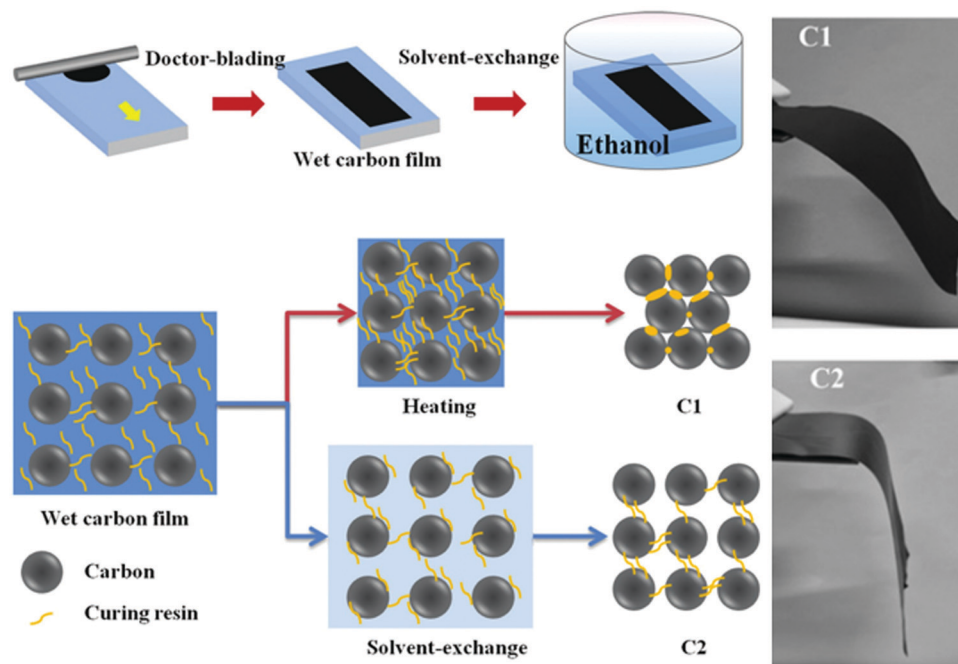 Doctor-blading
Solvent-exchange
C1
Ethanol
Wet carbon film
Heating
C1
Wet carbon film
C2
Carbon
Curing resin
Solvent-exchange
C2